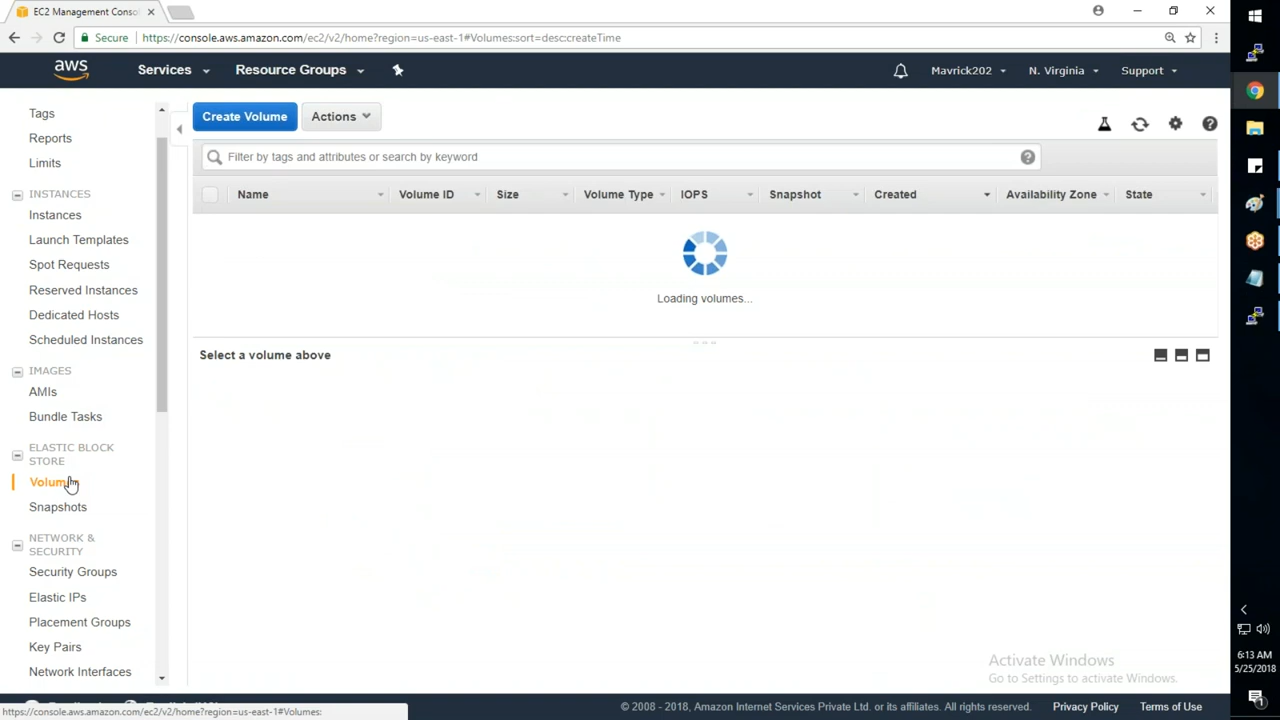 EC2 Management Conso
Secure
https://console.aws.amazon.com/ec2/v2/home?region=us-east-1#Volumes:sort=desc:createTime
aws
Services
Resource Groups
Mavrick202
N. Virginia
Support
Tags
Reports
Limits
INSTANCES
Instances
Launch Templates
Spot Requests
Reserved Instances
Dedicated Hosts
Scheduled Instances
IMAGES
AMIs
Bundle Tasks
ELASTIC BLOCK
STORE
Volum
Snapshots
NETWORK &
SECURITY
Security Groups
Elastic IPs
Placement Groups
Key Pairs
Network Interfaces
Create Volume
Actions
Filter by tags and attributes or search by keyword
Name
Volume ID
Size
Volume Type
IOPS
Snapshot
Created
Availability Zone
State
Loading volumes...
Select a volume above
Activate Windows
Go to Settings to activate Windows.
https://console.aws.amazon.com/ec2/v2/home?region=us-east-1#Volumes:
© 2008 - 2018, Amazon Internet Services Private Ltd. or its affiliates. All rights reserved.
Privacy Policy
Terms of Use
6:13 AM
5/25/2018
1